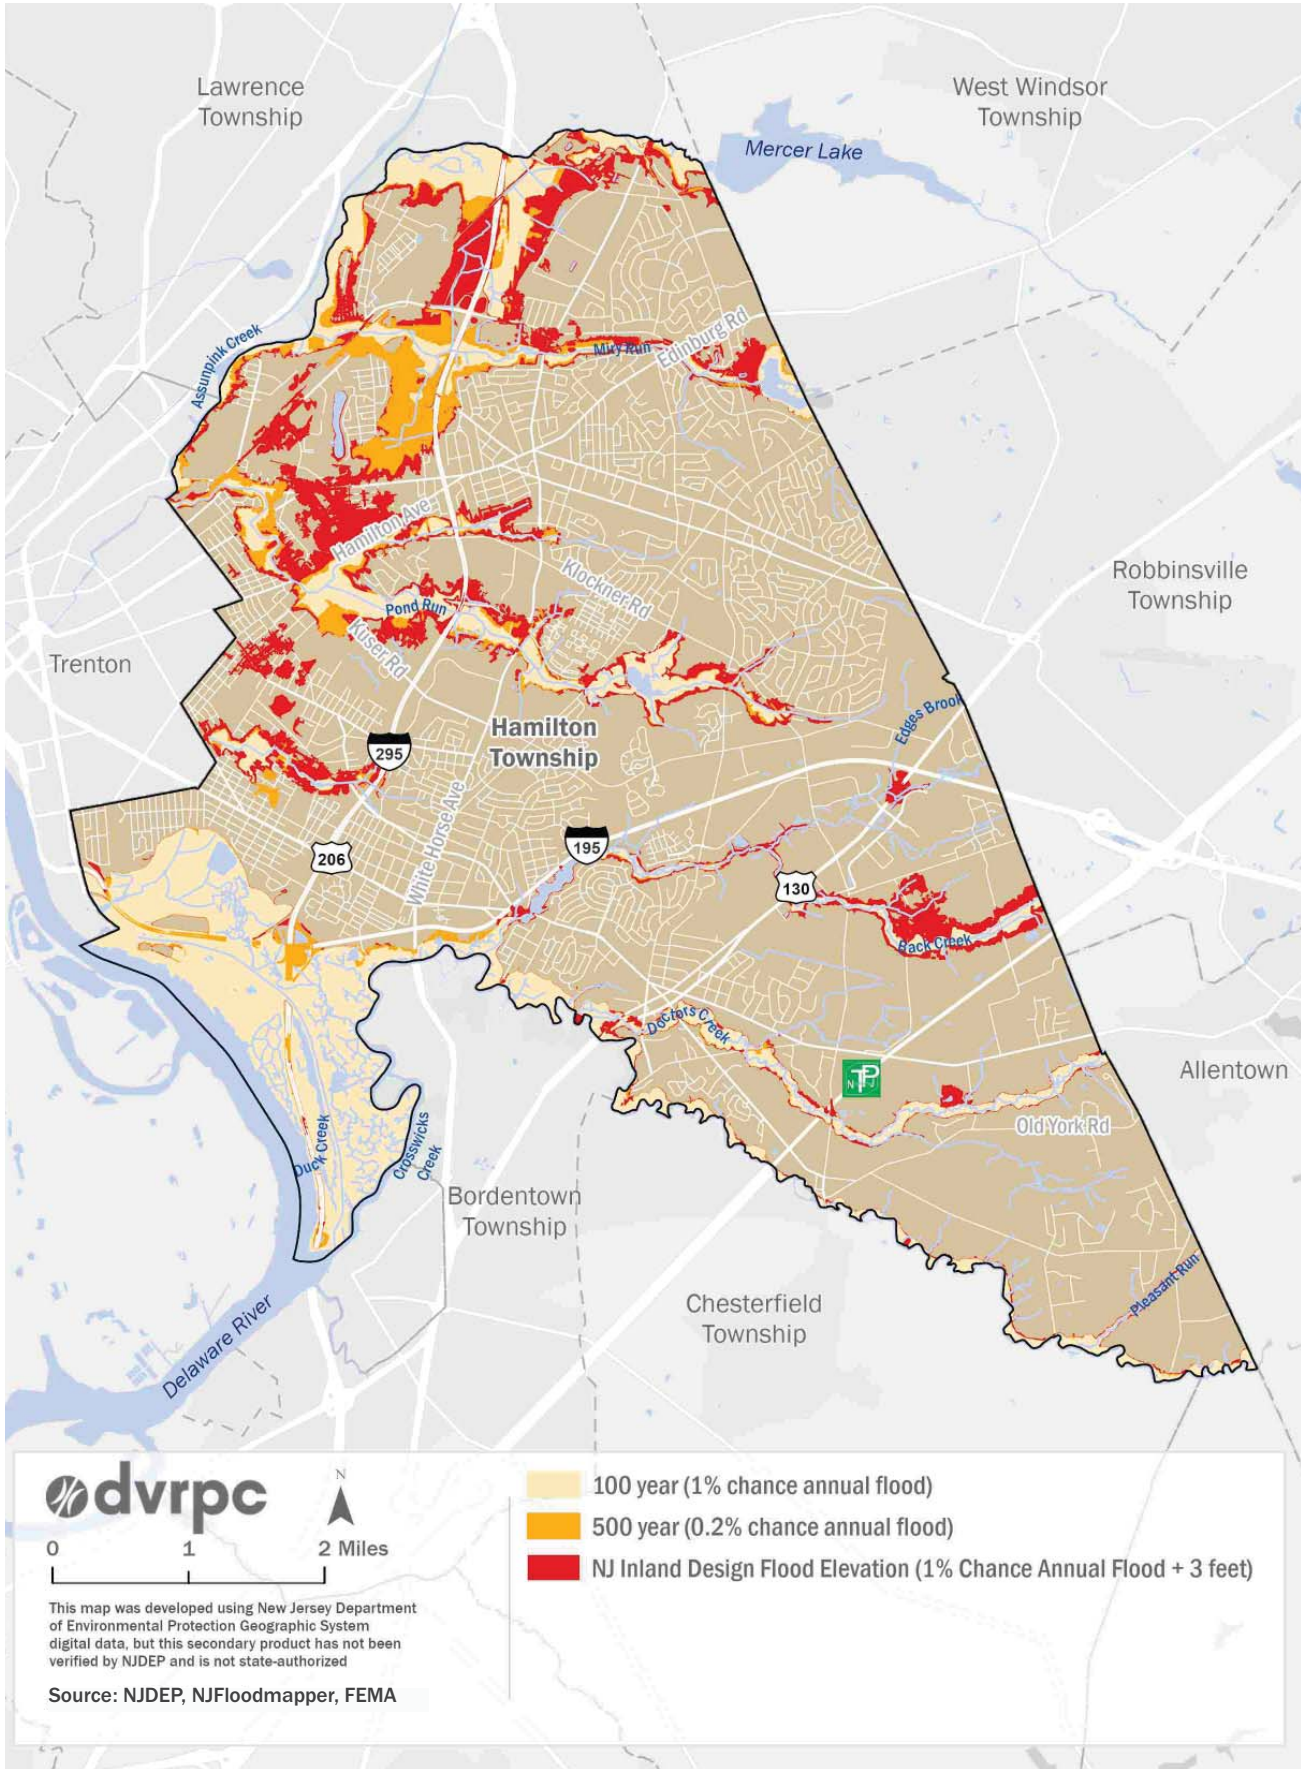 Lawrence
Township
West Windsor
Township
Mercer Lake
Assunpink Creek
Miry Run
Edinburg Rd
Hamilton Ave
Klockner Rd
Robbinsville
Township
Pond Run
Kuser Rd
Trenton
Edges Brook
Hamilton
Township
295
White Horse Ave
195
206
130
Back Creek
Doctors Creek
TP
N J
Allentown
Old York Rd
Duck Creek
Crosswicks
Creek
Bordentown
Township
Pleasant Run
Chesterfield
Township
Delaware River
dvrpc
N
0 1 2 Miles
This map was developed using New Jersey Department
of Environmental Protection Geographic System
digital data, but this secondary product has not been
verified by NJDEP and is not state-authorized
Source: NJDEP, NJFloodmapper, FEMA
100 year (1% chance annual flood)
500 year (0.2% chance annual flood)
NJ Inland Design Flood Elevation (1% Chance Annual Flood + 3 feet)